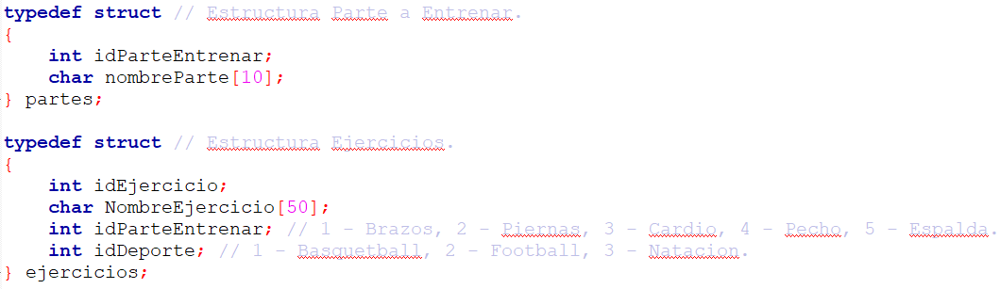 typedef struct // Estructura Parte a Entrenar.
{
    int idParteEntrenar;
    char nombreParte[10];
} partes;

typedef struct // Estructura Ejercicios.
{
    int idEjercicio;
    char NombreEjercicio[50];
    int idParteEntrenar; // 1 - Brazos, 2 - Piernas, 3 - Cardio, 4 - Pecho, 5 - Espalda.
    int idDeporte; // 1 - Basquetball, 2 - Football, 3 - Natacion.
} ejercicios;